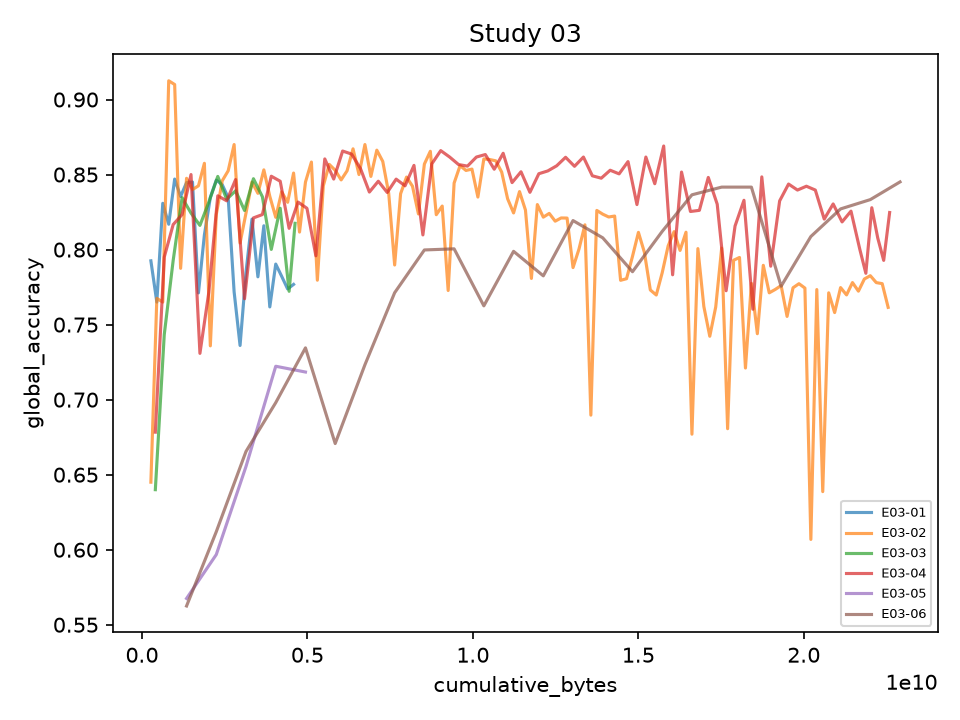 Study 03
global_accuracy
0.90
0.85
0.80
0.75
0.70
0.65
0.60
0.55
E03-01
E03-02
E03-03
E03-04
E03-05
E03-06
0.0 0.5 1.0 1.5 2.0
1e10
cumulative_bytes